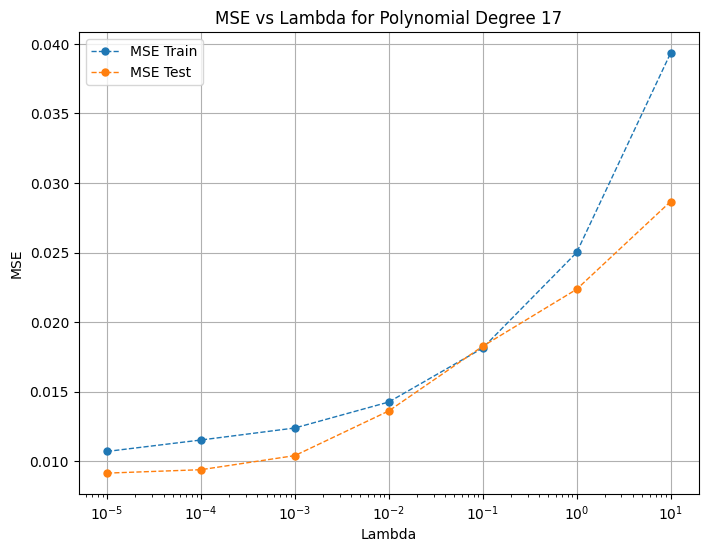 MSE vs Lambda for Polynomial Degree 17
MSE Train
MSE Test
0.040
0.035
0.030
0.025
0.020
0.015
0.010
MSE
10⁻⁵ 10⁻⁴ 10⁻³ 10⁻² 10⁻¹ 10⁰ 10¹
Lambda